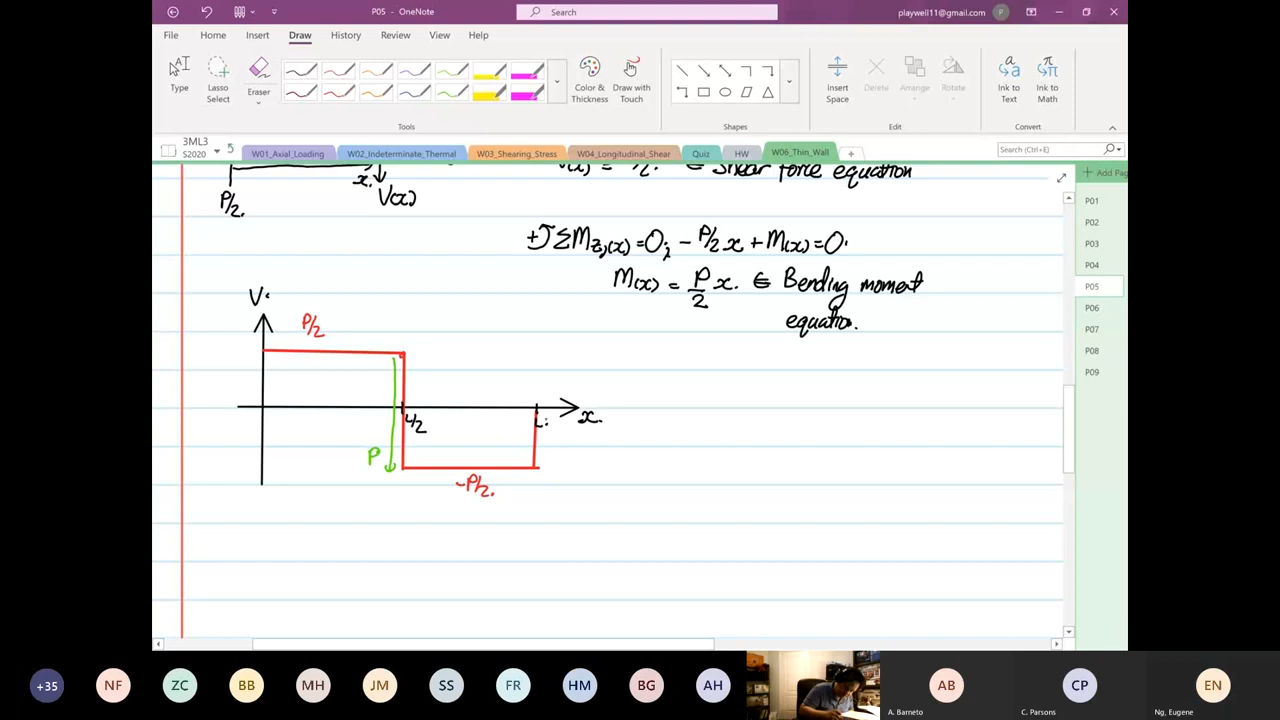 P05 - OneNote
Search
playwell11@gmail.com
P
File
Home
Insert
Draw
History
Review
View
Help
Type
Lasso Select
Eraser
Color & Thickness
Draw with Touch
Insert Space
Delete
Arrange
Rotate
Ink to Text
Ink to Math
Tools
Shapes
Edit
Convert
3ML3 S2020
W01_Axial_Loading
W02_Indeterminate_Thermal
W03_Shearing_Stress
W04_Longitudinal_Shear
Quiz
HW
W06_Thin_Wall
Search (Ctrl+E)
Add Pag
P01
P02
P03
P04
P05
P06
P07
P08
P09
shear force equation
x.
V(x)
P/2.
ΣM_{z,(x)} = 0; - P/2 x + M(x) = 0.
M(x) = P/2 x. ∈ Bending moment
equation.
V.
P/2
L/2
L.
x.
P
-P/2.
+35
NF
ZC
BB
MH
JM
SS
FR
HM
BG
AH
AB
A. Barneto
CP
C. Parsons
EN
Ng, Eugene